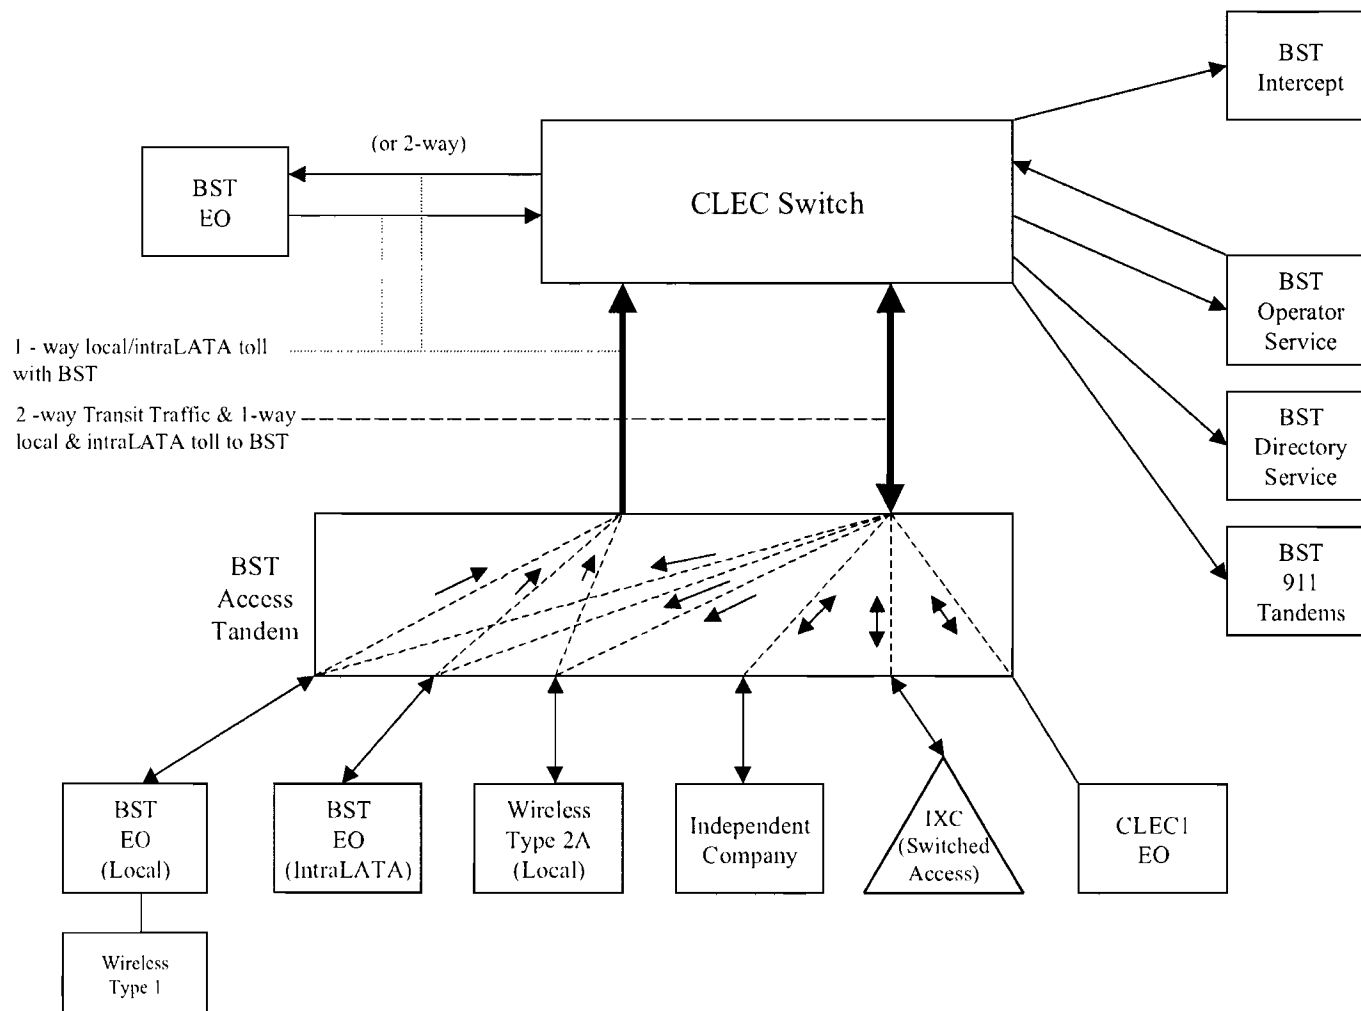 BST
Intercept
(or 2-way)
BST
EO
CLEC Switch
BST
Operator
Service
1 - way local/intraLATA toll
with BST
2 -way Transit Traffic & 1-way
local & intraLATA toll to BST
BST
Directory
Service
BST
911
Tandems
BST
Access
Tandem
BST
EO
(Local)
BST
EO
(IntraLATA)
Wireless
Type 2A
(Local)
Independent
Company
IXC
(Switched
Access)
CLEC1
EO
Wireless
Type 1